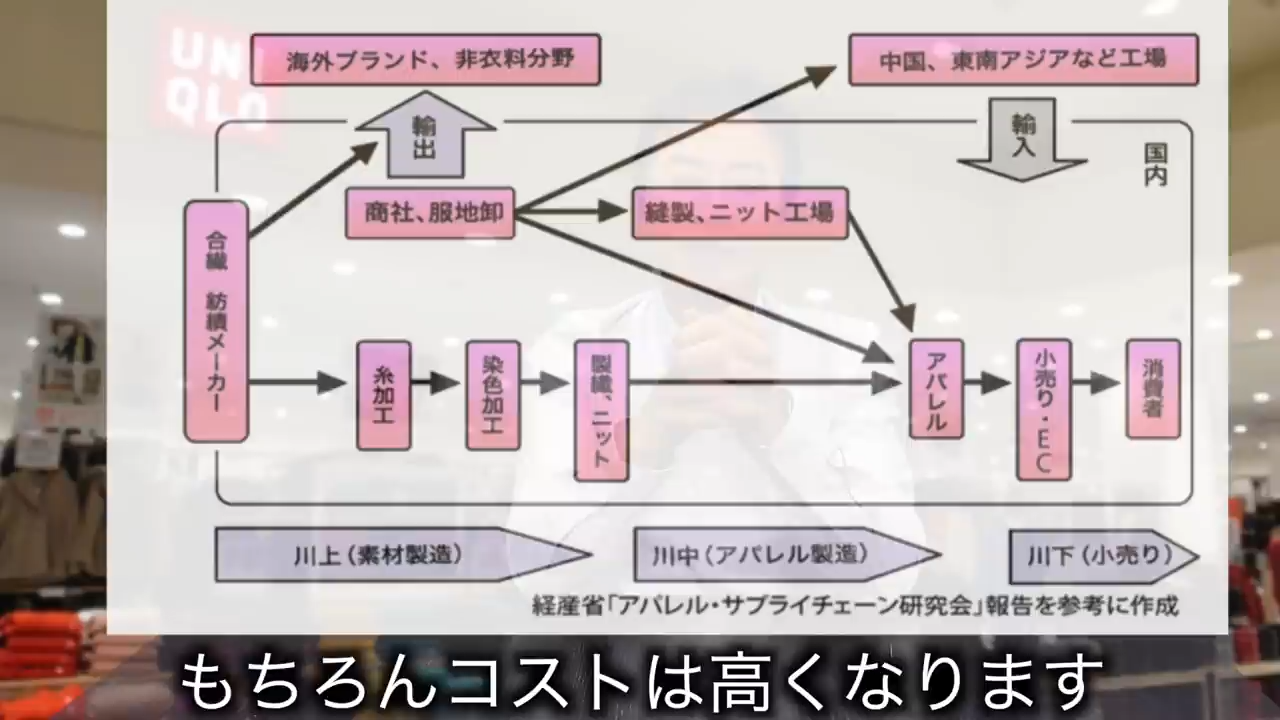 UNI
QLO
海外ブランド、非衣料分野
中国、東南アジアなど工場
輸出
輸入
国内
商社、服地卸
縫製、ニット工場
合繊 紡績メーカー
糸加工
染色加工
製織、ニット
アパレル
小売り・EC
消費者
川上(素材製造)
川中(アパレル製造)
川下(小売り)
経産省「アパレル・サプライチェーン研究会」報告を参考に作成
もちろんコストは高くなります